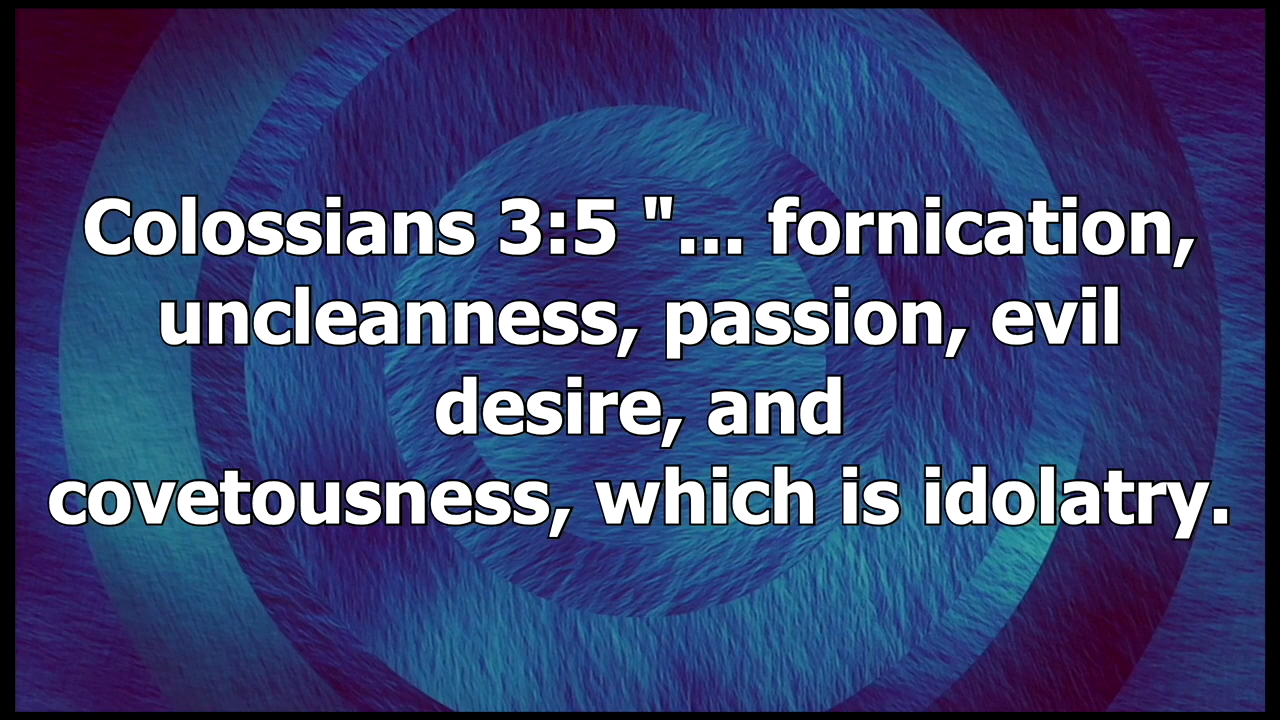 Colossians 3:5 "... fornication,
uncleanness, passion, evil
desire, and
covetousness, which is idolatry.